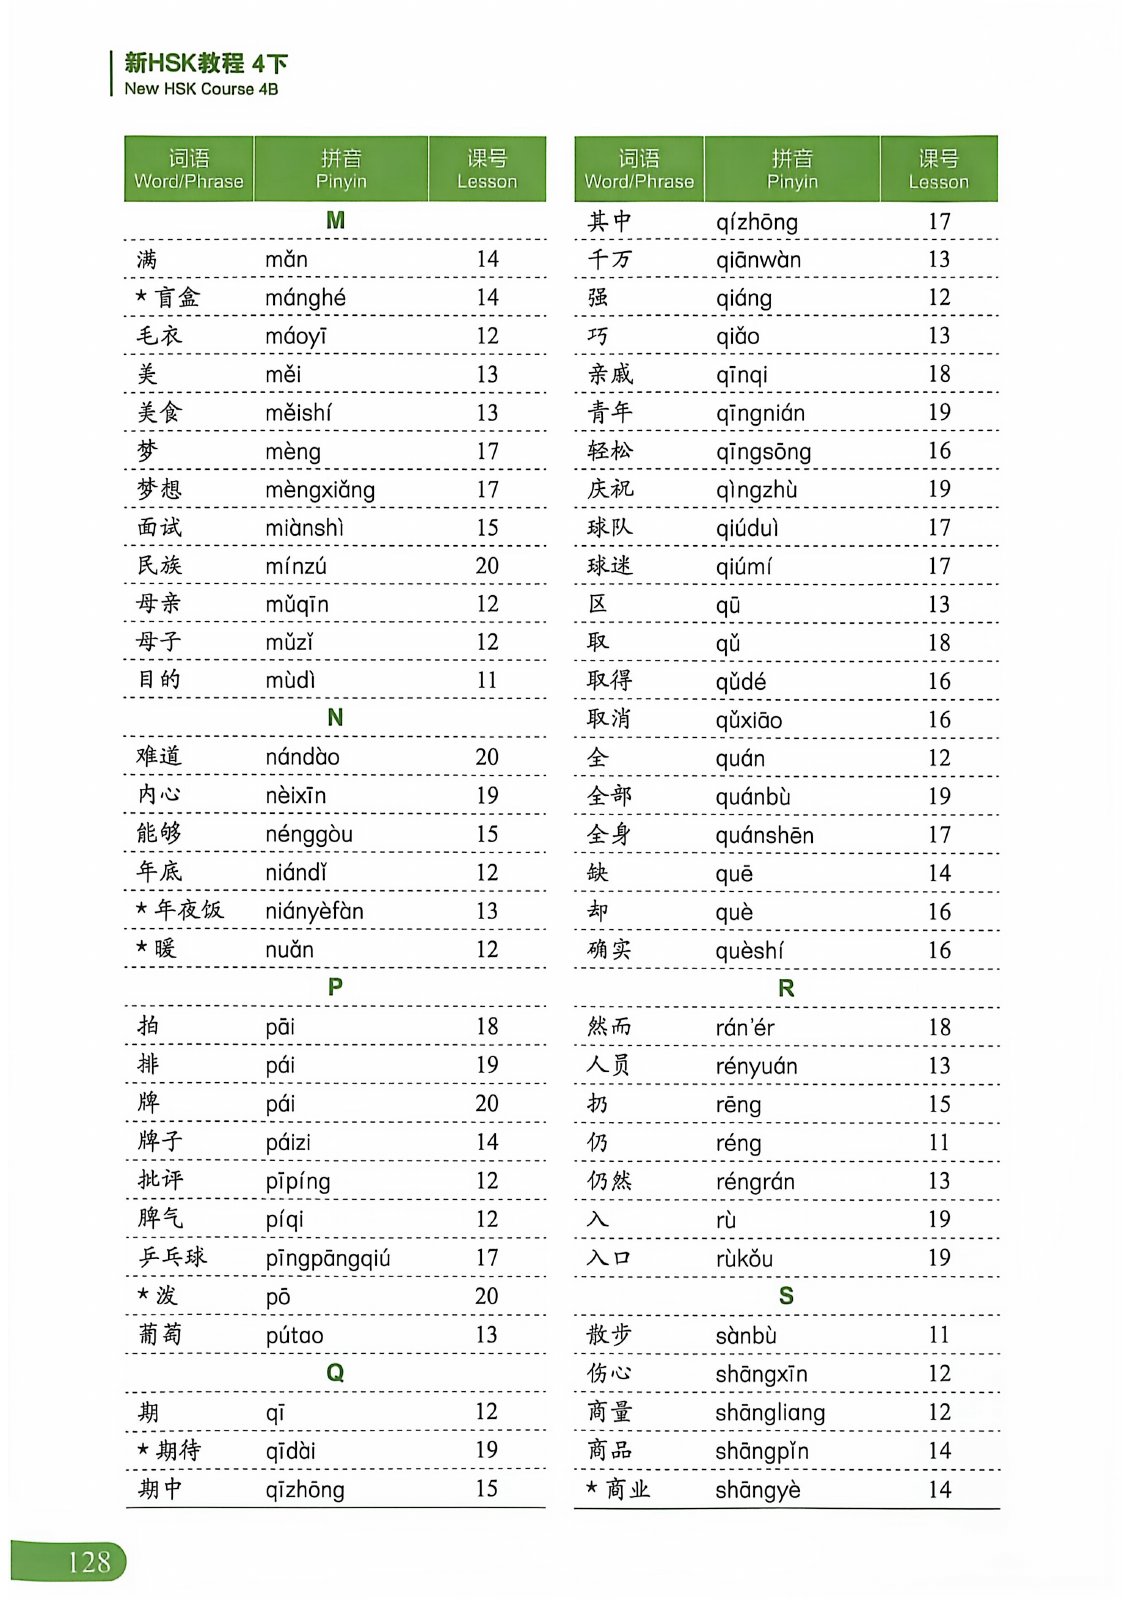 新HSK教程 4下
New HSK Course 4B
词语 拼音 课号
Word/Phrase Pinyin Lesson
M
满 mǎn 14
* 盲盒 mánghé 14
毛衣 máoyī 12
美 měi 13
美食 měishí 13
梦 mèng 17
梦想 mèngxiǎng 17
面试 miànshì 15
民族 mínzú 20
母亲 mǔqīn 12
母子 mǔzǐ 12
目的 mùdì 11
N
难道 nándào 20
内心 nèixīn 19
能够 nénggòu 15
年底 niándǐ 12
* 年夜饭 niányèfàn 13
* 暖 nuǎn 12
P
拍 pāi 18
排 pái 19
牌 pái 20
牌子 páizi 14
批评 pīpíng 12
脾气 píqi 12
乒乓球 pīngpāngqiú 17
* 泼 pō 20
葡萄 pútao 13
Q
期 qī 12
* 期待 qīdài 19
期中 qīzhōng 15
词语 拼音 课号
Word/Phrase Pinyin Lesson
其中 qízhōng 17
千万 qiānwàn 13
强 qiáng 12
巧 qiǎo 13
亲戚 qīnqi 18
青年 qīngnián 19
轻松 qīngsōng 16
庆祝 qìngzhù 19
球队 qiúduì 17
球迷 qiúmí 17
区 qū 13
取 qǔ 18
取得 qǔdé 16
取消 qǔxiāo 16
全 quán 12
全部 quánbù 19
全身 quánshēn 17
缺 quē 14
却 què 16
确实 quèshí 16
R
然而 rán'ér 18
人员 rényuán 13
扔 rēng 15
仍 réng 11
仍然 réngrán 13
入 rù 19
入口 rùkǒu 19
S
散步 sànbù 11
伤心 shāngxīn 12
商量 shāngliang 12
商品 shāngpǐn 14
* 商业 shāngyè 14
128